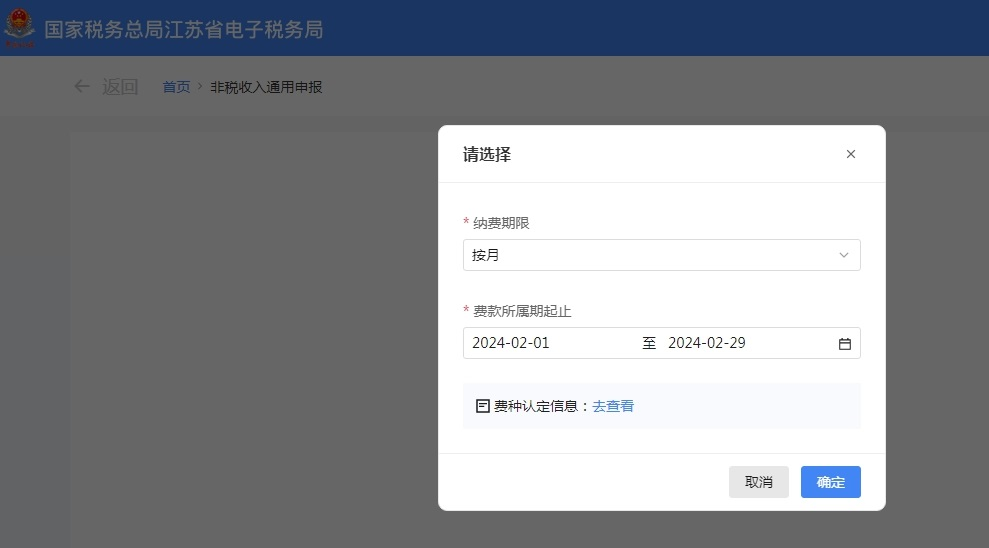 国家税务总局江苏省电子税务局
← 返回 首页 > 非税收入通用申报
请选择 ×
* 纳费期限
按月
* 费款所属期起止
2024-02-01 至 2024-02-29
费种认定信息：去查看
取消 确定